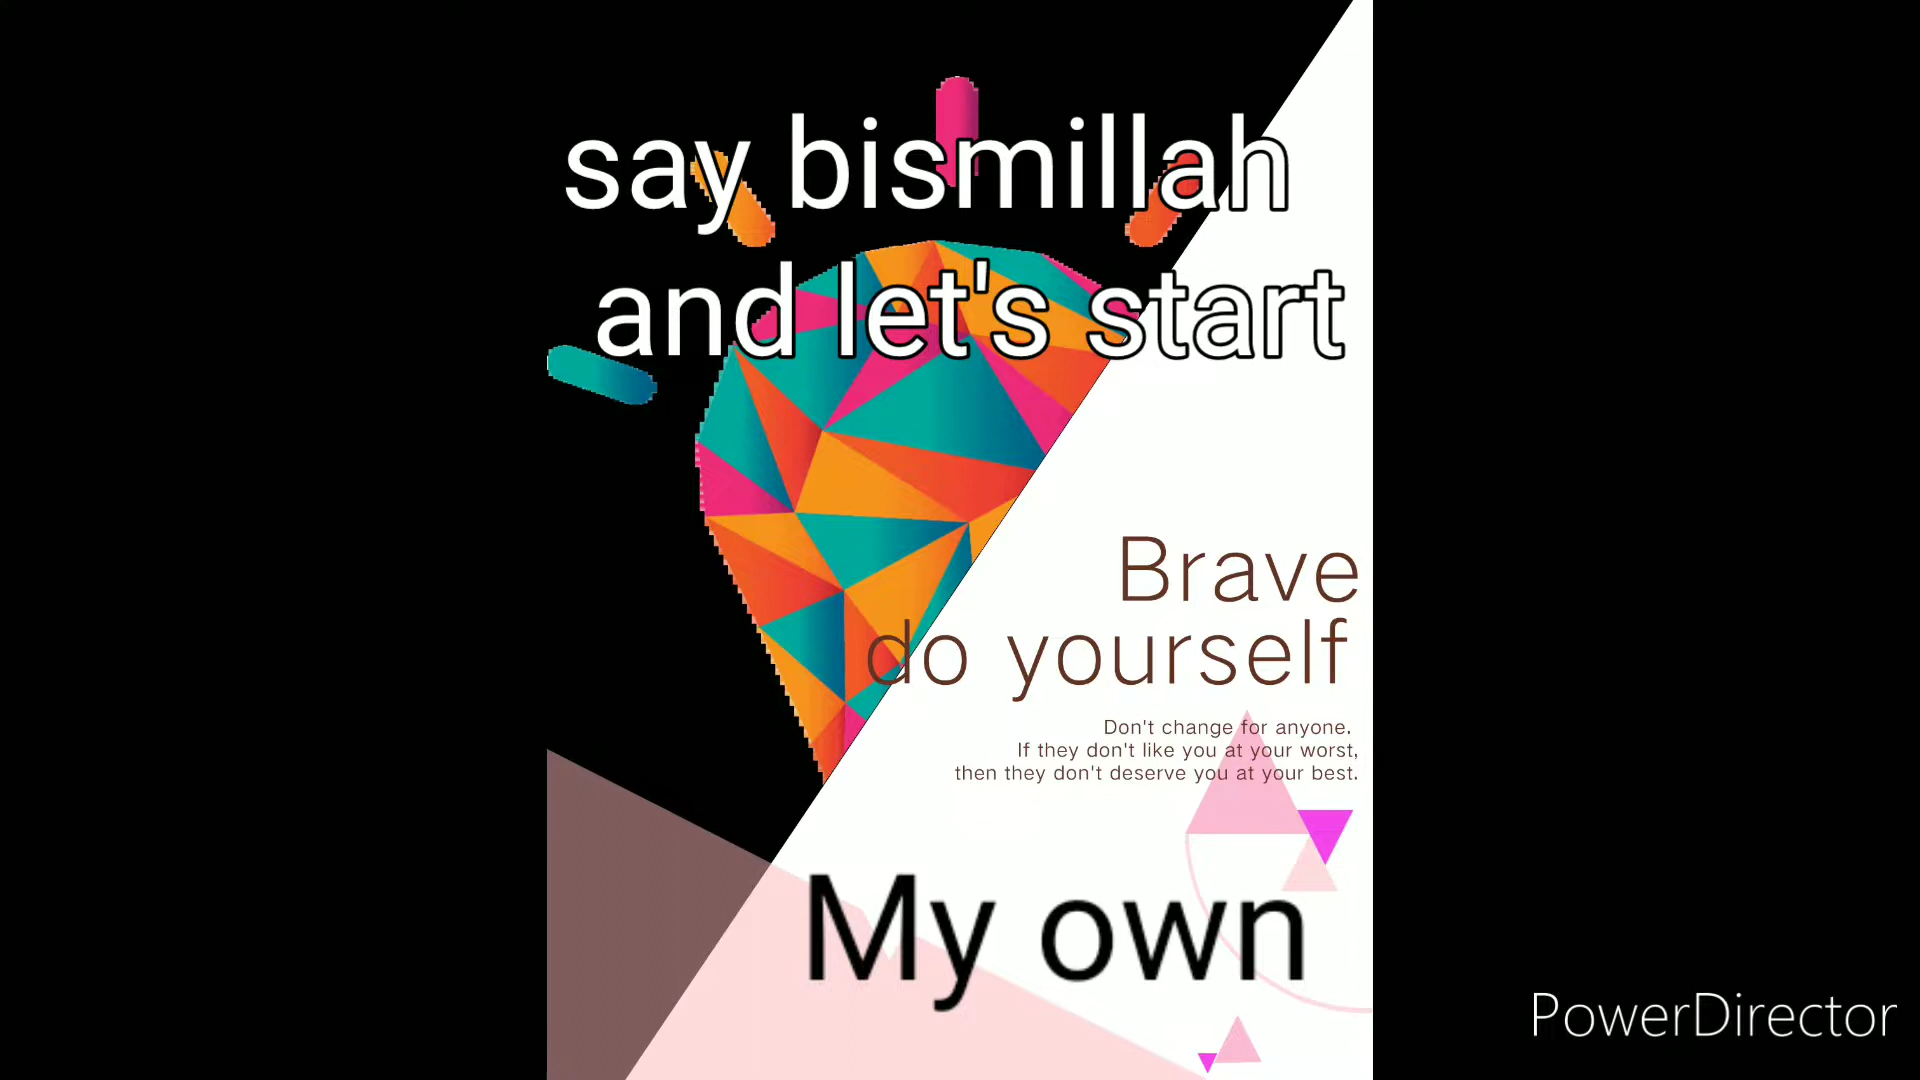 say bismillah
and let's start
Brave
do yourself
Don't change for anyone.
If they don't like you at your worst,
then they don't deserve you at your best.
My own
PowerDirector